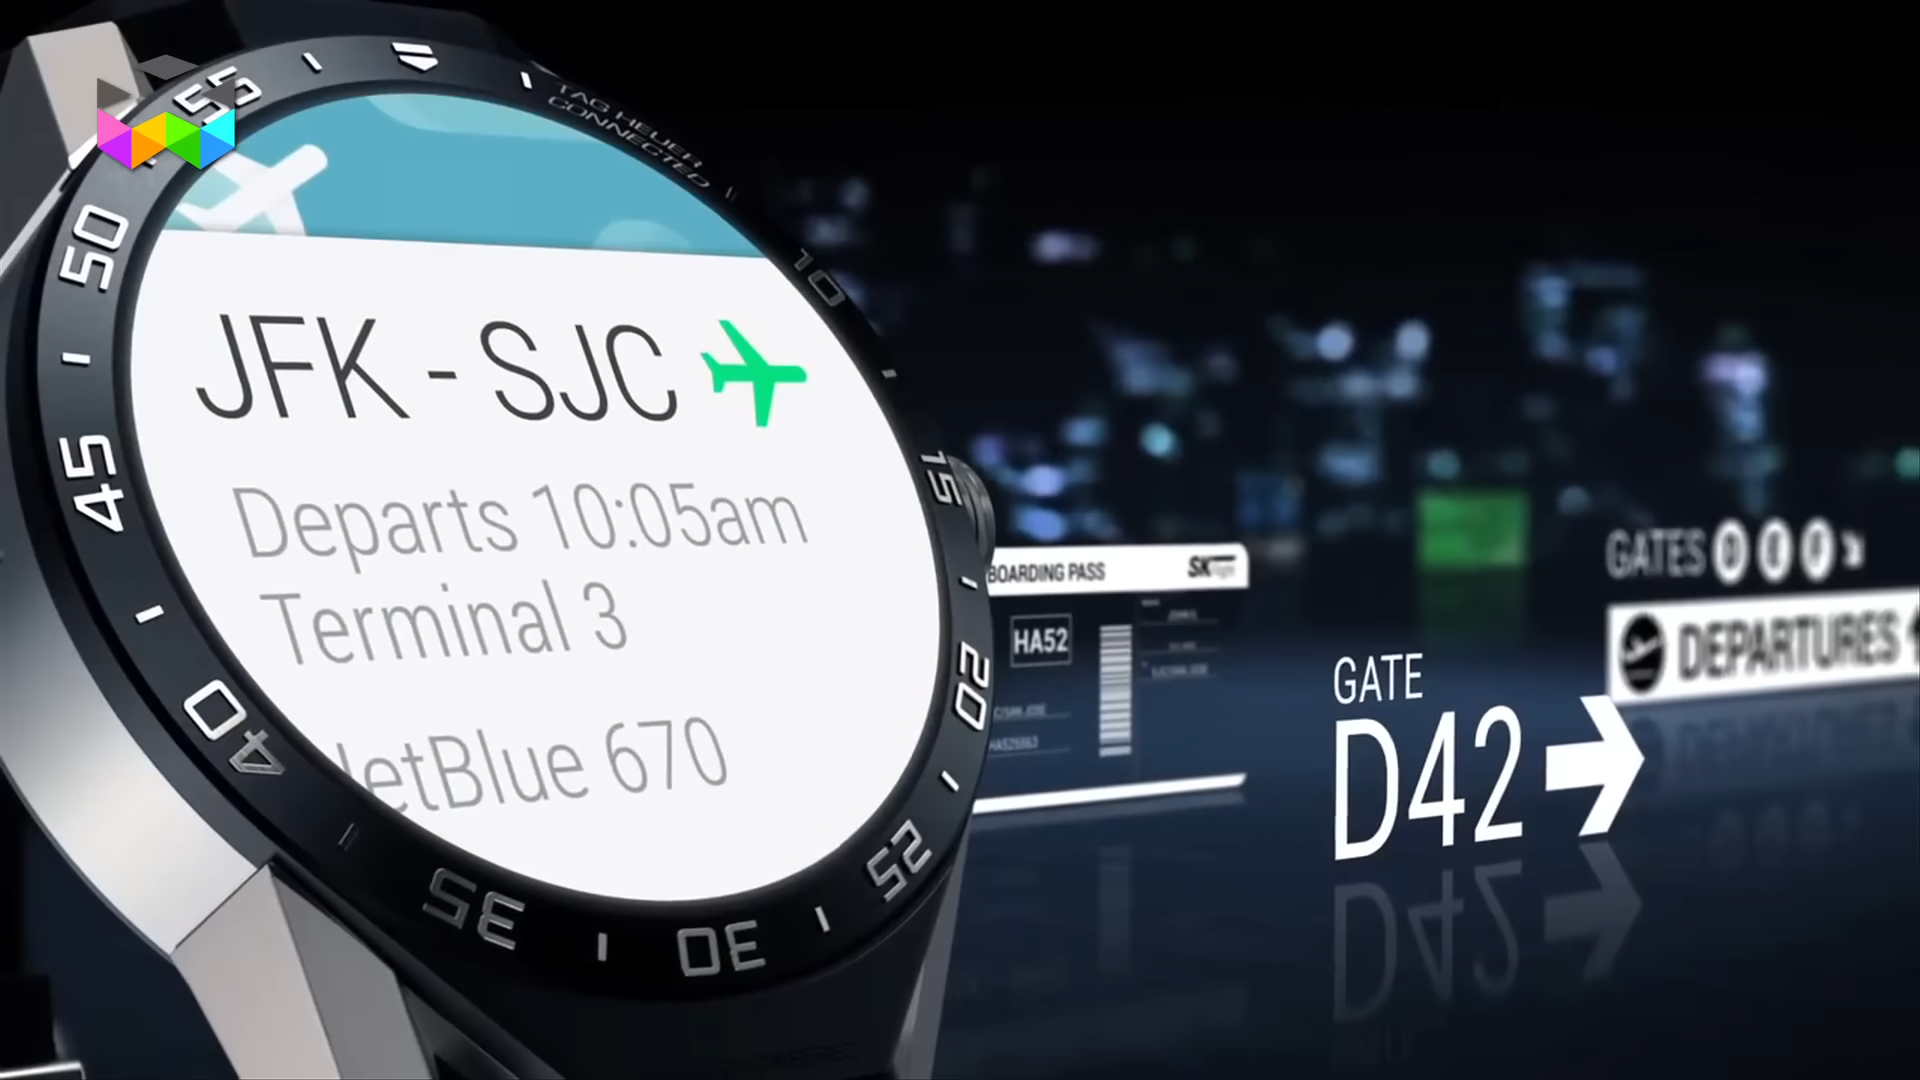 TAG HEUER
CONNECTED
55
50
45
40
35
30
25
20
15
10
JFK - SJC
Departs 10:05am
Terminal 3
JetBlue 670
BOARDING PASS
HA52
GATE
D42
GATES D E F
DEPARTURES